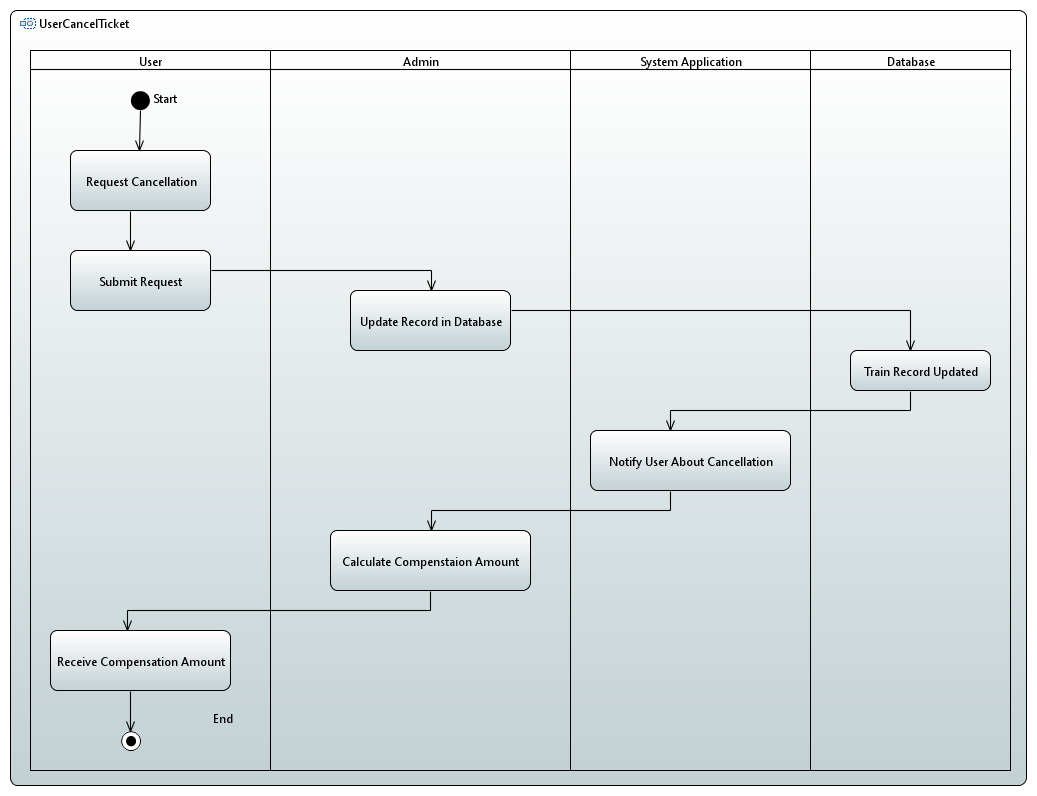 UserCancelTicket
User
Admin
System Application
Database
Start
Request Cancellation
Submit Request
Update Record in Database
Train Record Updated
Notify User About Cancellation
Calculate Compenstaion Amount
Receive Compensation Amount
End